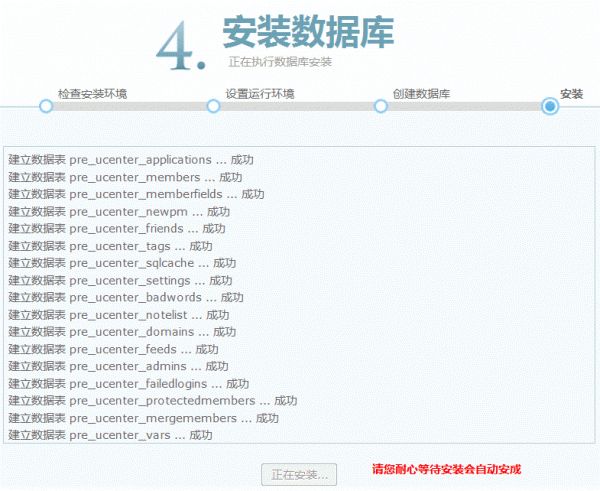 4. 安装数据库
正在执行数据库安装
检查安装环境 设置运行环境 创建数据库 安装
建立数据表 pre_ucenter_applications ... 成功
建立数据表 pre_ucenter_members ... 成功
建立数据表 pre_ucenter_memberfields ... 成功
建立数据表 pre_ucenter_newpm ... 成功
建立数据表 pre_ucenter_friends ... 成功
建立数据表 pre_ucenter_tags ... 成功
建立数据表 pre_ucenter_sqlcache ... 成功
建立数据表 pre_ucenter_settings ... 成功
建立数据表 pre_ucenter_badwords ... 成功
建立数据表 pre_ucenter_notelist ... 成功
建立数据表 pre_ucenter_domains ... 成功
建立数据表 pre_ucenter_feeds ... 成功
建立数据表 pre_ucenter_admins ... 成功
建立数据表 pre_ucenter_failedlogins ... 成功
建立数据表 pre_ucenter_protectedmembers ... 成功
建立数据表 pre_ucenter_mergemembers ... 成功
建立数据表 pre_ucenter_vars ... 成功
正在安装... 请您耐心等待安装会自动安成